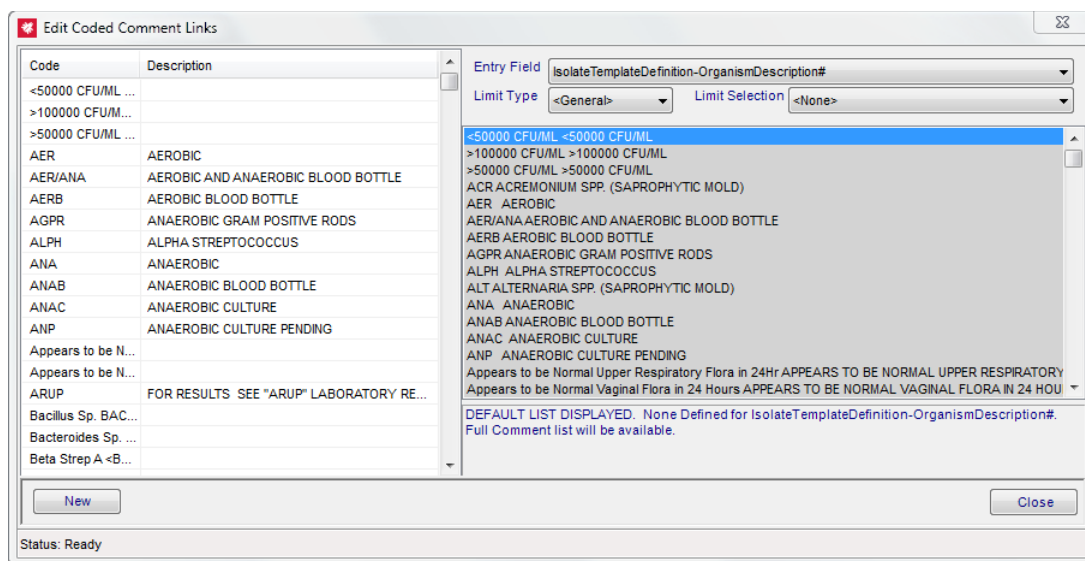 Edit Coded Comment Links
Code Description
<50000 CFU/ML ...
>100000 CFU/M...
>50000 CFU/ML ...
AER AEROBIC
AER/ANA AEROBIC AND ANAEROBIC BLOOD BOTTLE
AERB AEROBIC BLOOD BOTTLE
AGPR ANAEROBIC GRAM POSITIVE RODS
ALPH ALPHA STREPTOCOCCUS
ANA ANAEROBIC
ANAB ANAEROBIC BLOOD BOTTLE
ANAC ANAEROBIC CULTURE
ANP ANAEROBIC CULTURE PENDING
Appears to be N...
Appears to be N...
ARUP FOR RESULTS SEE "ARUP" LABORATORY RE...
Bacillus Sp. BAC...
Bacteroides Sp. ...
Beta Strep A <B...
Entry Field IsolateTemplateDefinition-OrganismDescription#
Limit Type <General> Limit Selection <None>
<50000 CFU/ML <50000 CFU/ML
>100000 CFU/ML >100000 CFU/ML
>50000 CFU/ML >50000 CFU/ML
ACR ACREMONIUM SPP. (SAPROPHYTIC MOLD)
AER AEROBIC
AER/ANA AEROBIC AND ANAEROBIC BLOOD BOTTLE
AERB AEROBIC BLOOD BOTTLE
AGPR ANAEROBIC GRAM POSITIVE RODS
ALPH ALPHA STREPTOCOCCUS
ALT ALTERNARIA SPP. (SAPROPHYTIC MOLD)
ANA ANAEROBIC
ANAB ANAEROBIC BLOOD BOTTLE
ANAC ANAEROBIC CULTURE
ANP ANAEROBIC CULTURE PENDING
Appears to be Normal Upper Respiratory Flora in 24Hr APPEARS TO BE NORMAL UPPER RESPIRATORY
Appears to be Normal Vaginal Flora in 24 Hours APPEARS TO BE NORMAL VAGINAL FLORA IN 24 HOU
DEFAULT LIST DISPLAYED. None Defined for IsolateTemplateDefinition-OrganismDescription#.
Full Comment list will be available.
New Close
Status: Ready